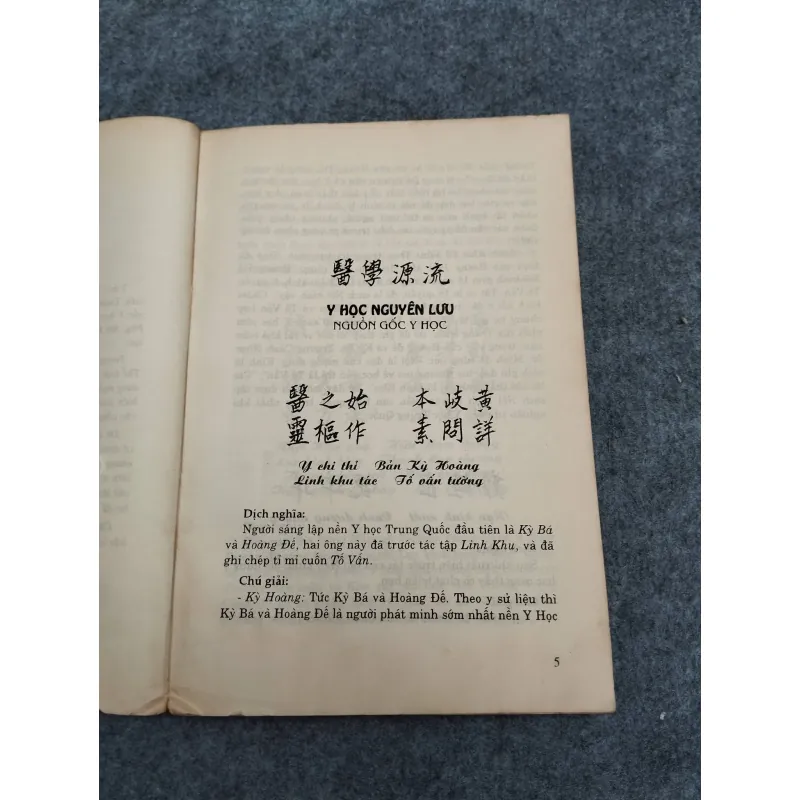 醫學源流
Y HỌC NGUYÊN LƯU
NGUỒN GỐC Y HỌC
醫之始 本岐黃
靈樞作 素問詳
Y chi thỉ Bản Kỳ Hoàng
Linh khu tác Tố vấn tường
Dịch nghĩa:
Người sáng lập nền Y học Trung Quốc đầu tiên là Kỳ Bá
và Hoàng Đế, hai ông này đã trước tác tập Linh Khu, và đã
ghi chép tỉ mỉ cuốn Tố Vấn.
Chú giải:
- Kỳ Hoàng: Tức Kỳ Bá và Hoàng Đế. Theo y sử liệu thì
Kỳ Bá và Hoàng Đế là người phát minh sớm nhất nền Y Học
5